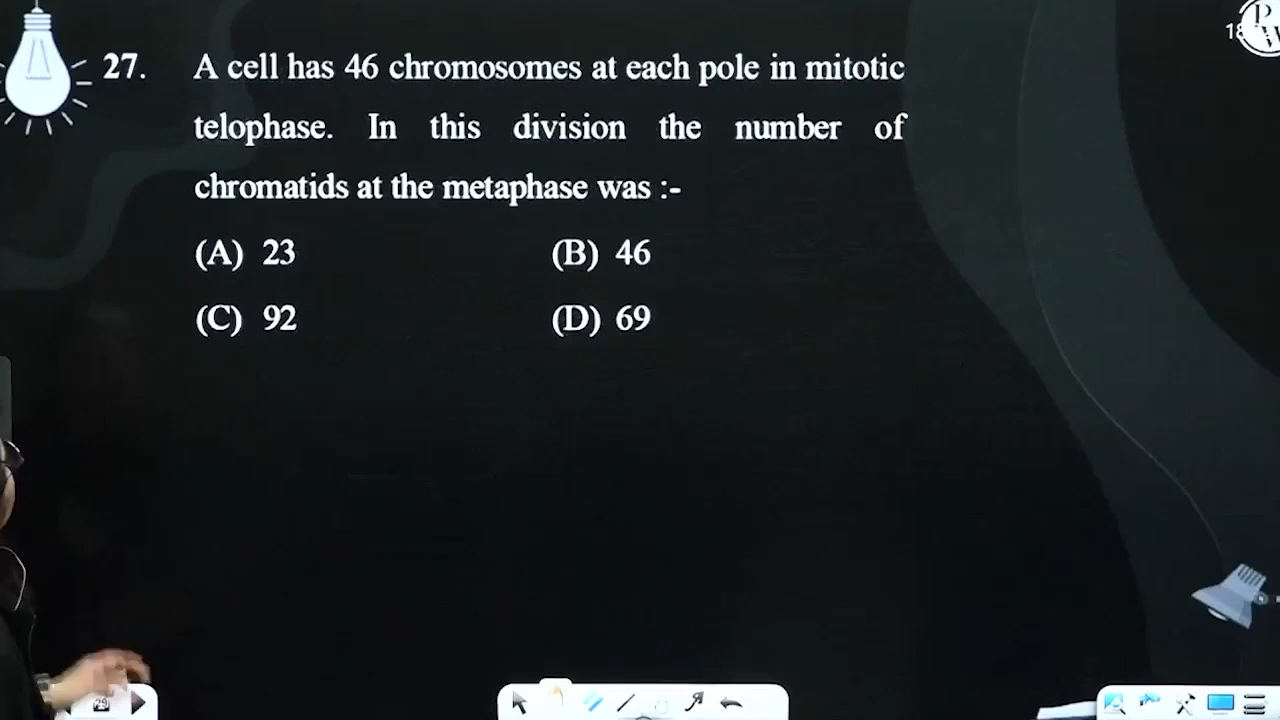 27. A cell has 46 chromosomes at each pole in mitotic
telophase. In this division the number of
chromatids at the metaphase was :-
(A) 23 (B) 46
(C) 92 (D) 69